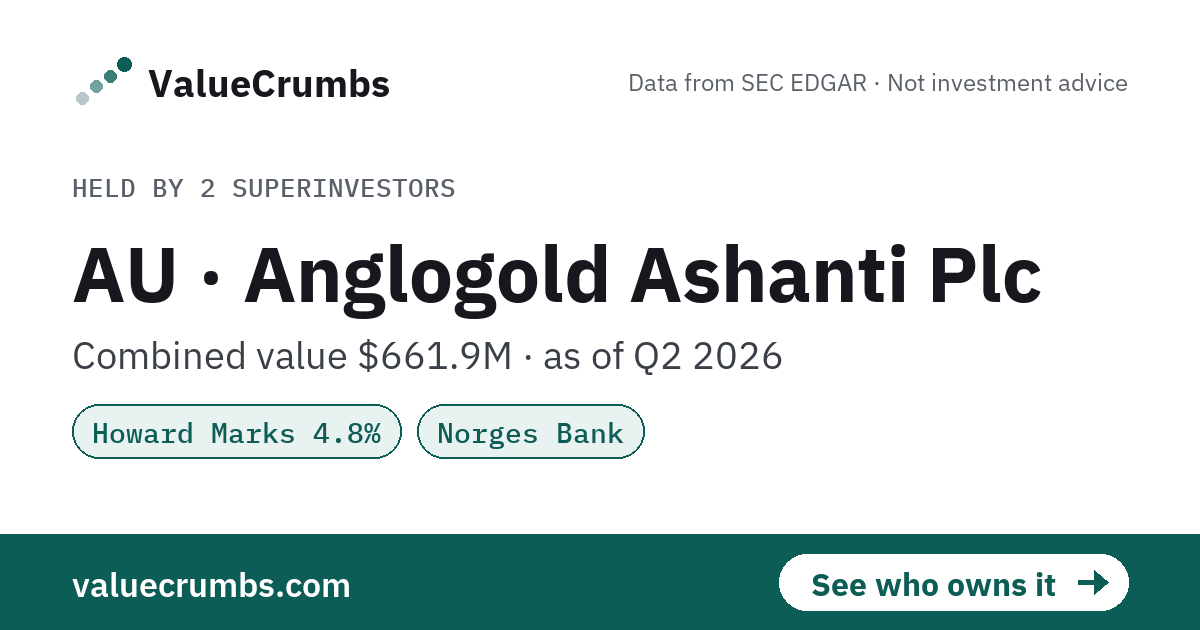 ValueCrumbs
Data from SEC EDGAR · Not investment advice
HELD BY 2 SUPERINVESTORS
AU · Anglogold Ashanti Plc
Combined value $661.9M · as of Q2 2026
Howard Marks 4.8%
Norges Bank
valuecrumbs.com
See who owns it →